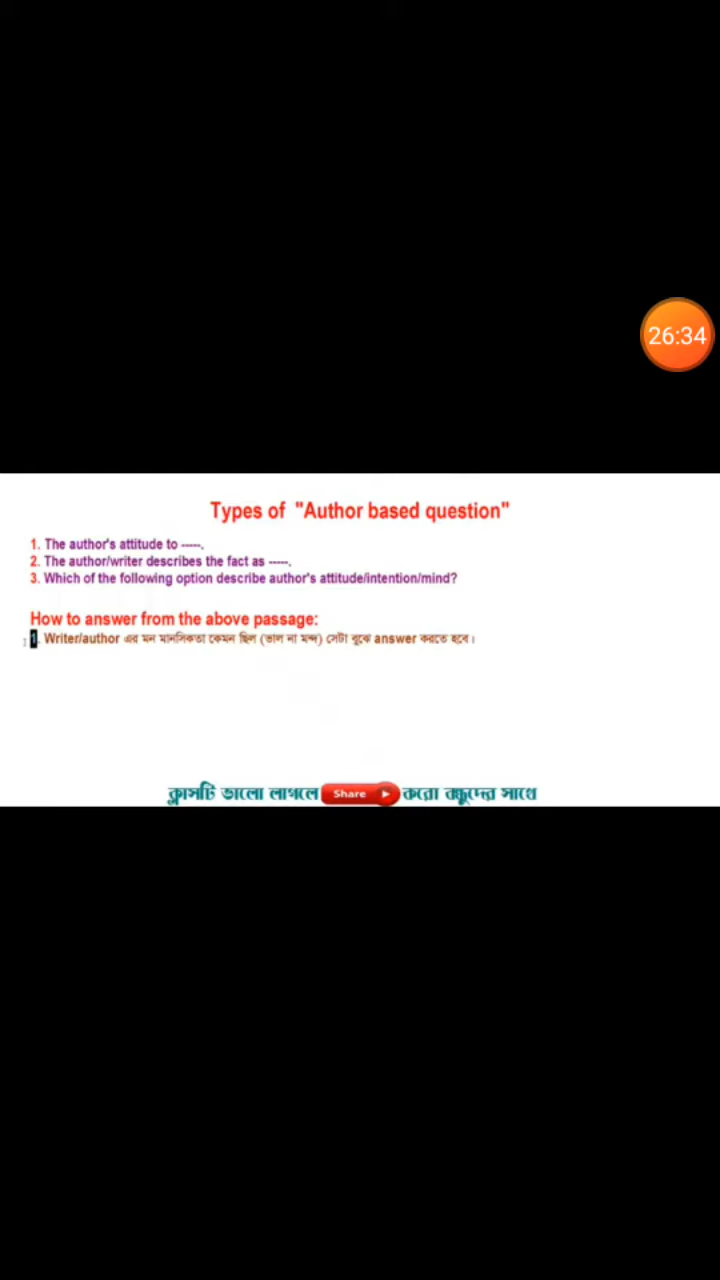 26:34
Types of "Author based question"
1. The author's attitude to -----.
2. The author/writer describes the fact as -----.
3. Which of the following option describe author's attitude/intention/mind?
How to answer from the above passage:
1. Writer/author এর মন মানসিকতা কেমন ছিল (ভাল না মন্দ) সেটা বুঝে answer করতে হবে।
ক্লাসটি ভালো লাগলে Share করো বন্ধুদের সাথে